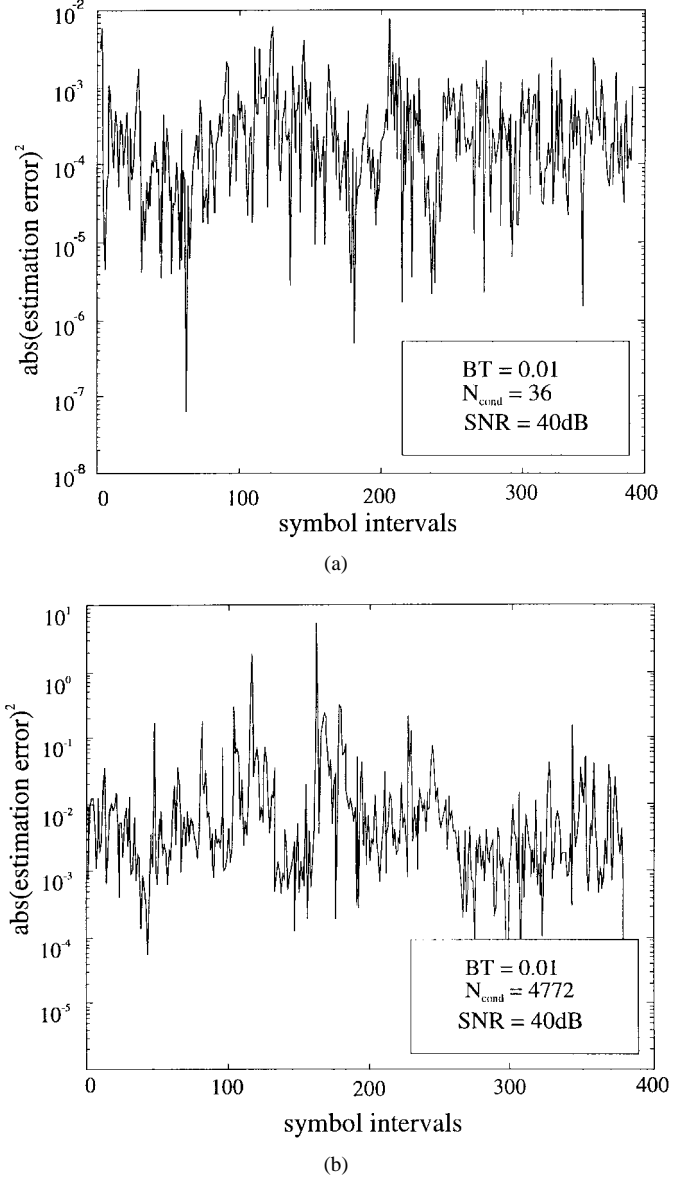 10^-2
10^-3
10^-4
10^-5
10^-6
10^-7
10^-8
abs(estimation error)^2
BT = 0.01
N_cond = 36
SNR = 40dB
0 100 200 300 400
symbol intervals
(a)
10^1
10^0
10^-1
10^-2
10^-3
10^-4
10^-5
abs(estimation error)^2
BT = 0.01
N_cond = 4772
SNR = 40dB
0 100 200 300 400
symbol intervals
(b)